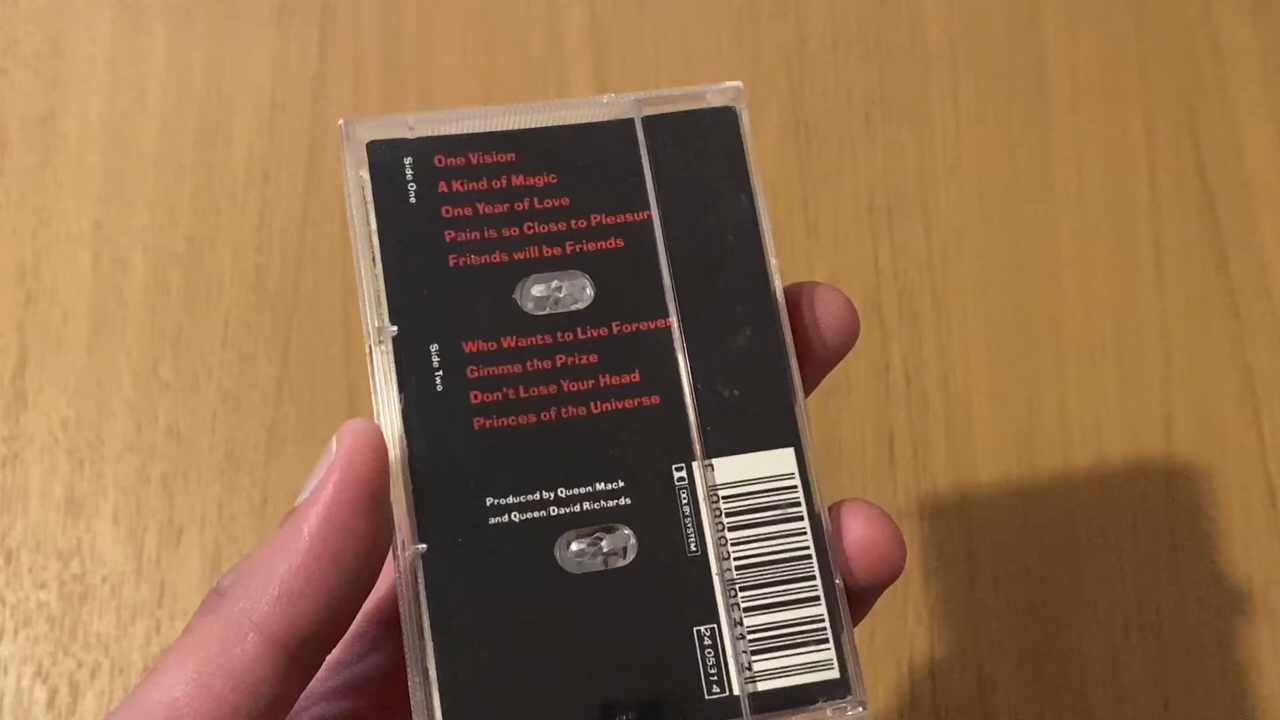 Side One
One Vision
A Kind of Magic
One Year of Love
Pain is so Close to Pleasur
Friends will be Friends
Side Two
Who Wants to Live Forever
Gimme the Prize
Don't Lose Your Head
Princes of the Universe
Produced by Queen/Mack
and Queen/David Richards
DOLBY SYSTEM
24 0531 4